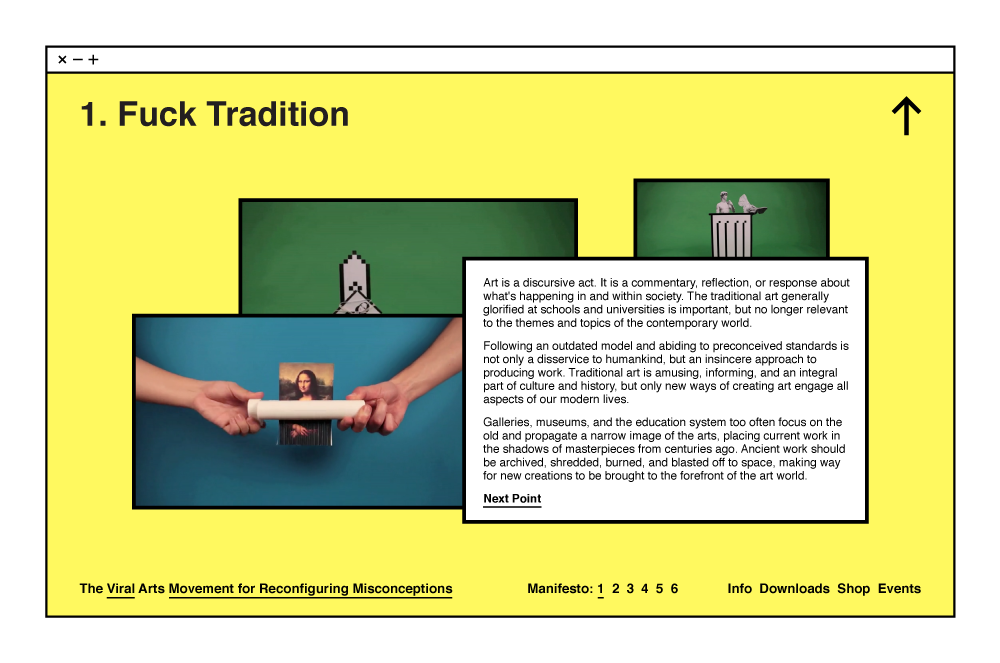 1. Fuck Tradition
Art is a discursive act. It is a commentary, reflection, or response about
what's happening in and within society. The traditional art generally
glorified at schools and universities is important, but no longer relevant
to the themes and topics of the contemporary world.
Following an outdated model and abiding to preconceived standards is
not only a disservice to humankind, but an insincere approach to
producing work. Traditional art is amusing, informing, and an integral
part of culture and history, but only new ways of creating art engage all
aspects of our modern lives.
Galleries, museums, and the education system too often focus on the
old and propagate a narrow image of the arts, placing current work in
the shadows of masterpieces from centuries ago. Ancient work should
be archived, shredded, burned, and blasted off to space, making way
for new creations to be brought to the forefront of the art world.
Next Point
The Viral Arts Movement for Reconfiguring Misconceptions
Manifesto: 1 2 3 4 5 6
Info Downloads Shop Events